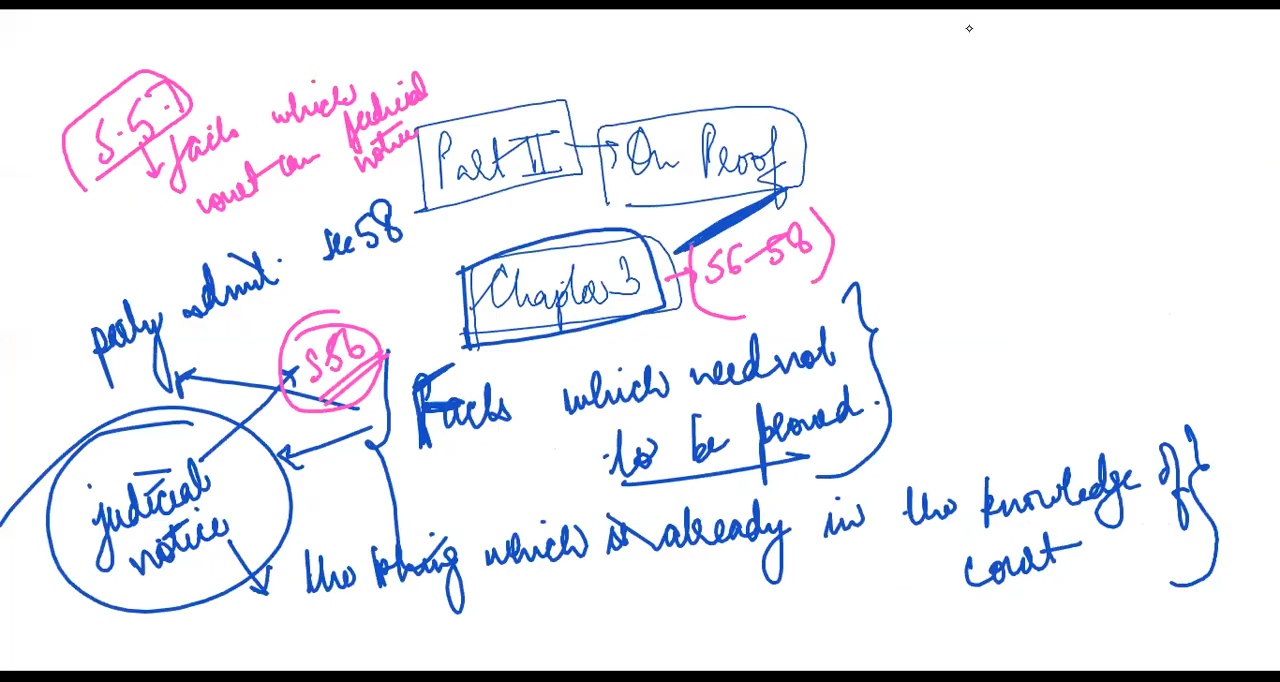 S.57
facts which
court can judicial
notice
Part II → On Proof
party admit. sec 58
Chapter 3 → (56-58)
S56
Facts which need not
to be proved.
judicial
notice
the thing which is already in the knowledge of
court